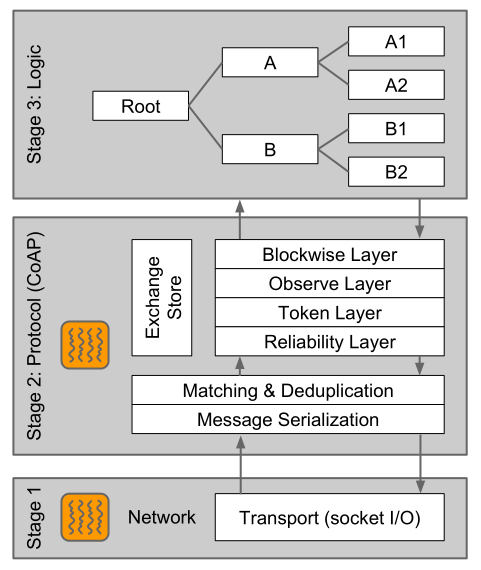 Stage 3: Logic
Root
A
B
A1
A2
B1
B2
Stage 2: Protocol (CoAP)
Exchange
Store
Blockwise Layer
Observe Layer
Token Layer
Reliability Layer
Matching & Deduplication
Message Serialization
Stage 1
Network
Transport (socket I/O)